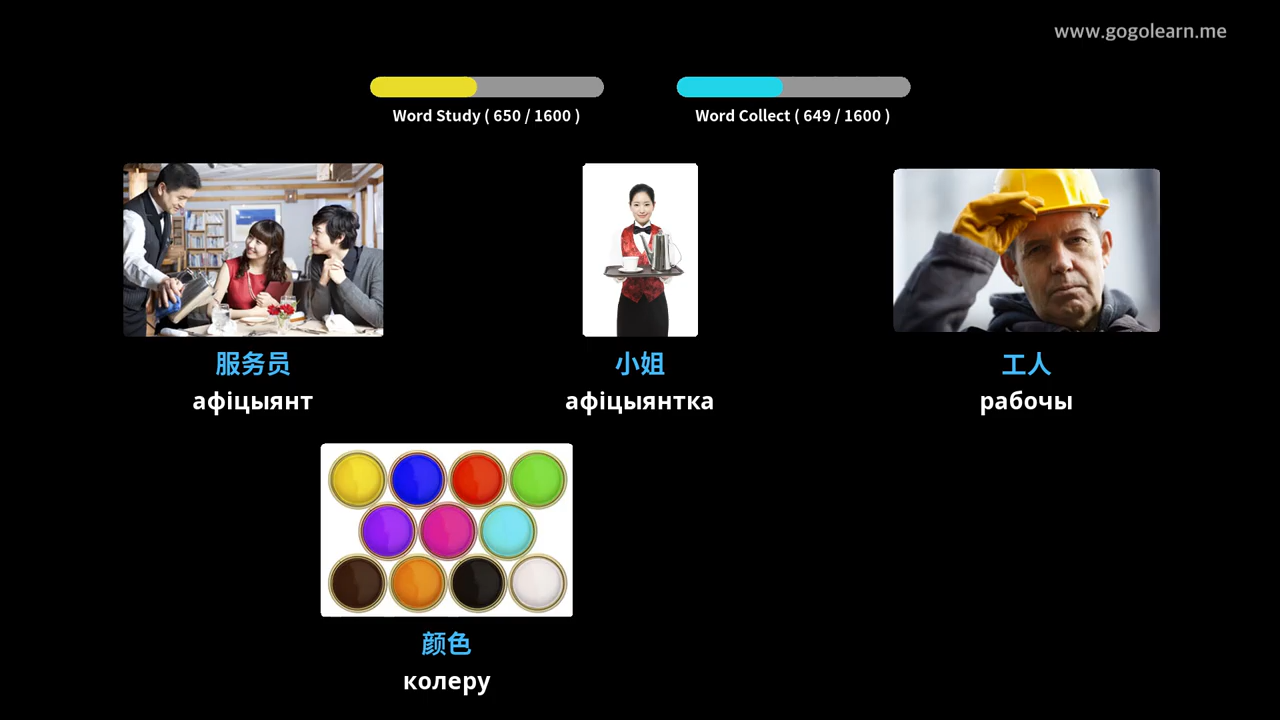 www.gogolearn.me
Word Study ( 650 / 1600 )
Word Collect ( 649 / 1600 )
服务员
афіцыянт
小姐
афіцыянтка
工人
рабочы
颜色
колеру